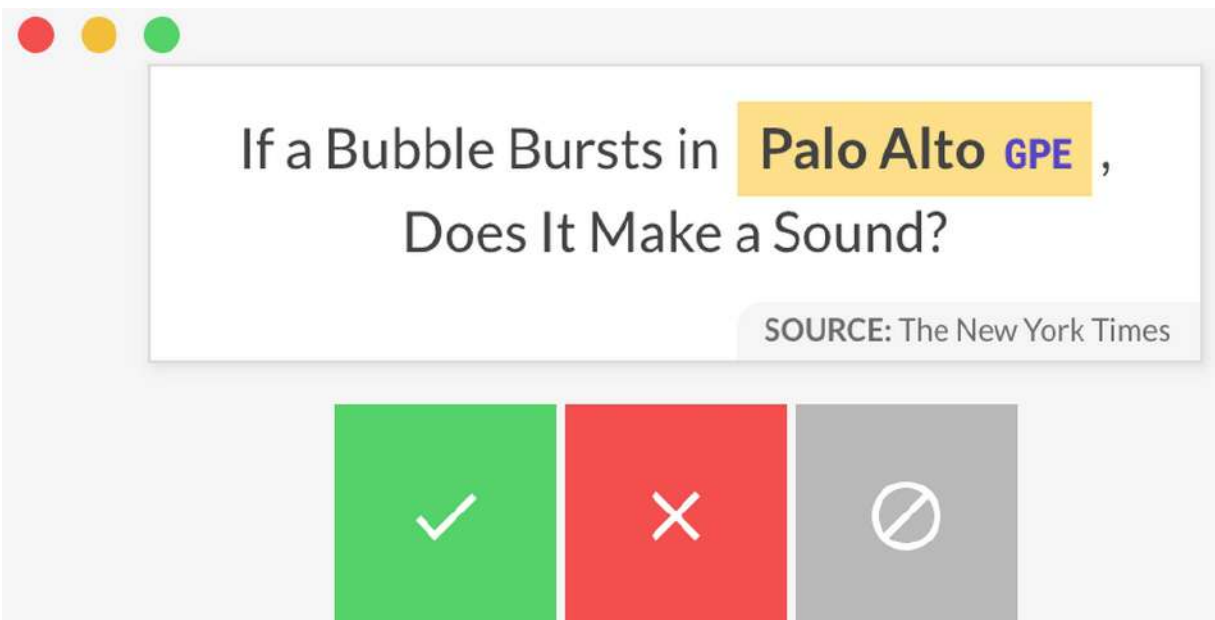 If a Bubble Bursts in Palo Alto GPE ,
Does It Make a Sound?
SOURCE: The New York Times